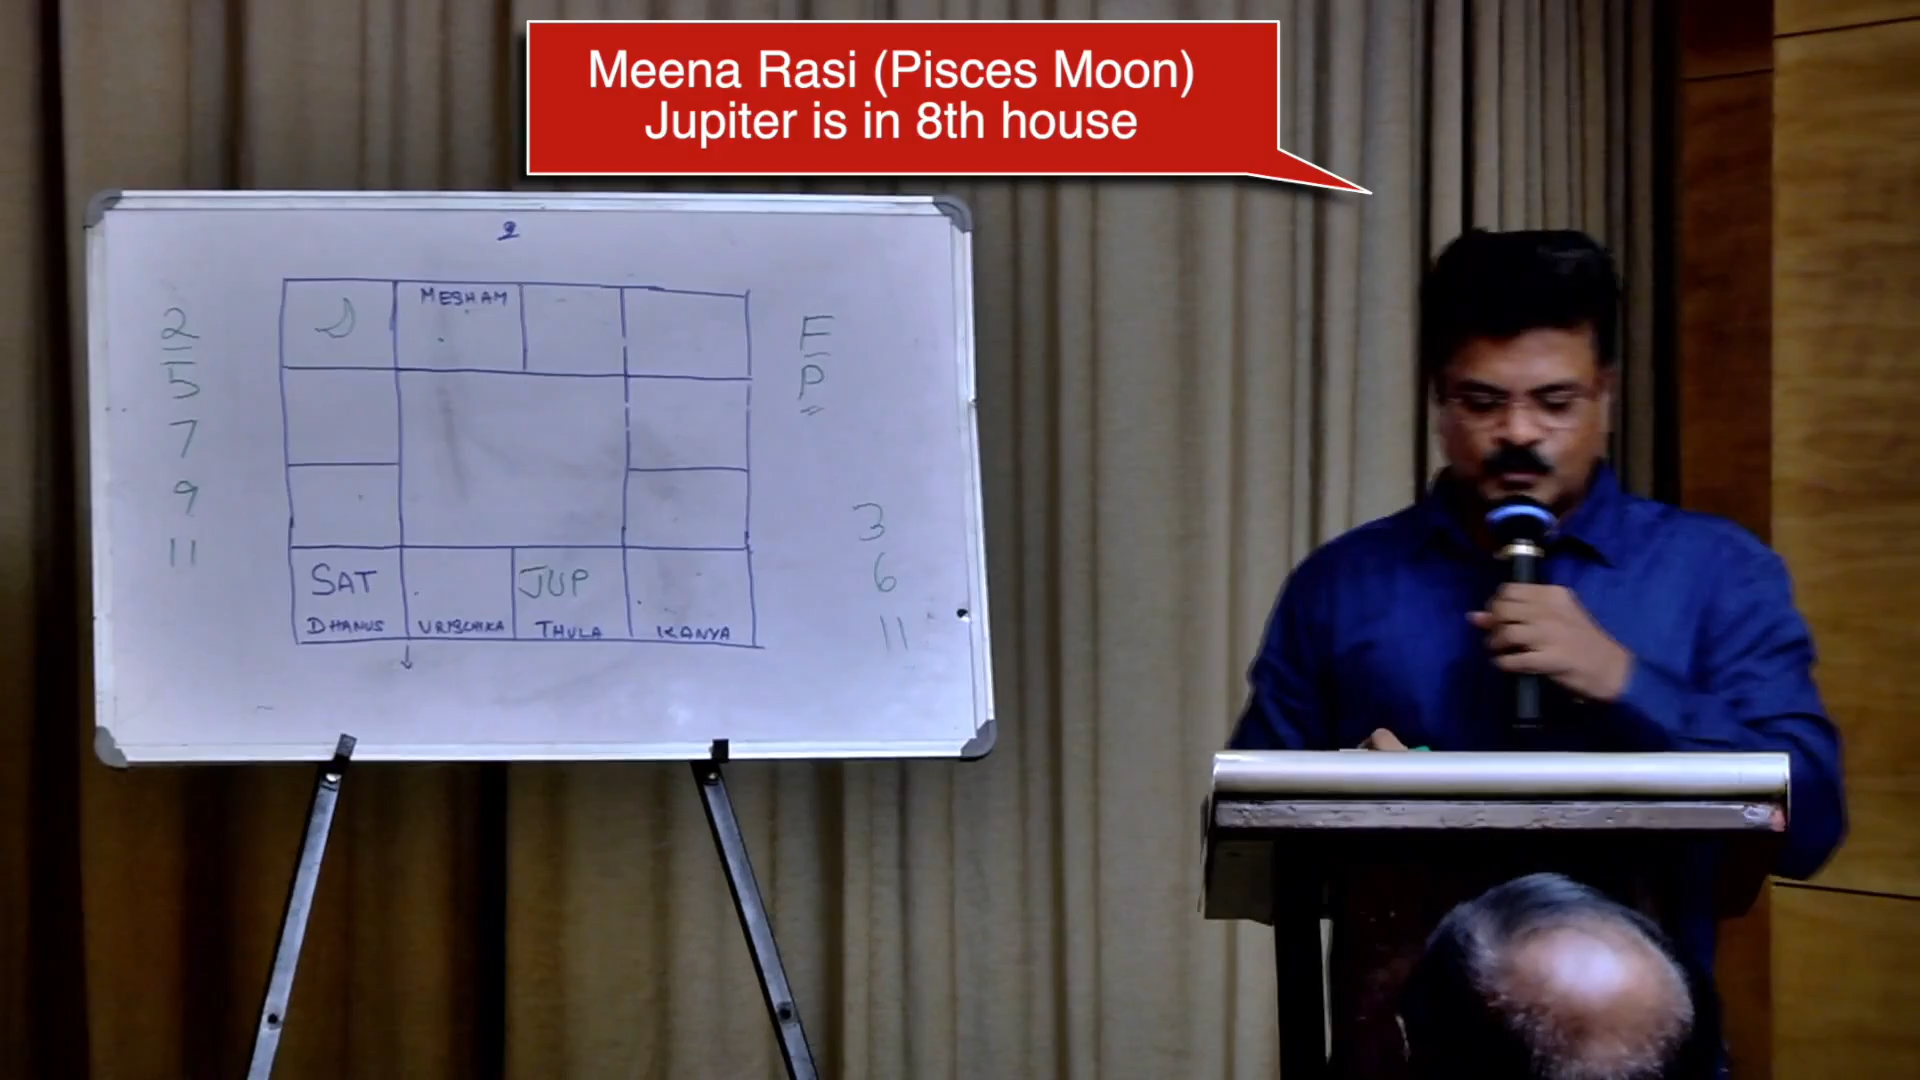 Meena Rasi (Pisces Moon)
Jupiter is in 8th house
2
MESHAM
2
5
7
9
11
F
P
3
6
11
SAT
JUP
DHANUS
VRISCHIKA
THULA
KANYA